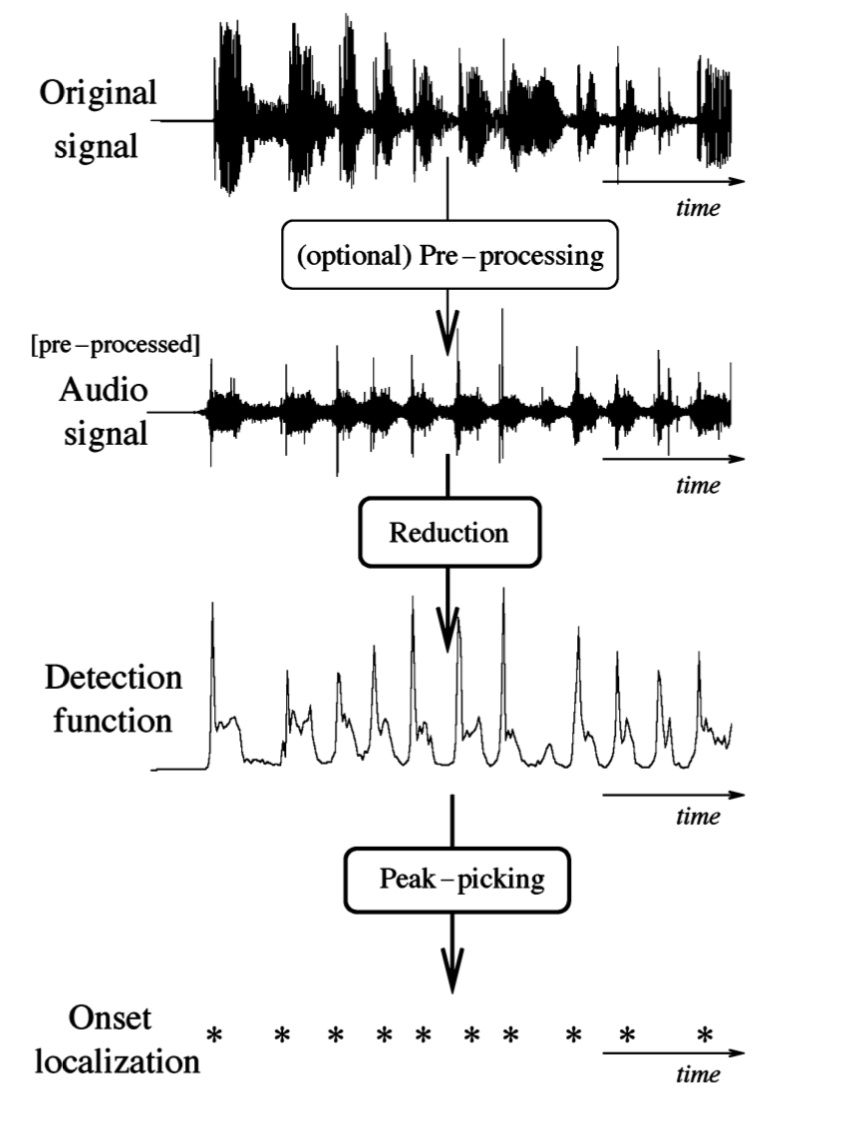 Original
signal
time
(optional) Pre–processing
[pre–processed]
Audio
signal
time
Reduction
Detection
function
time
Peak–picking
Onset
localization
* * * * * * * * * *
time